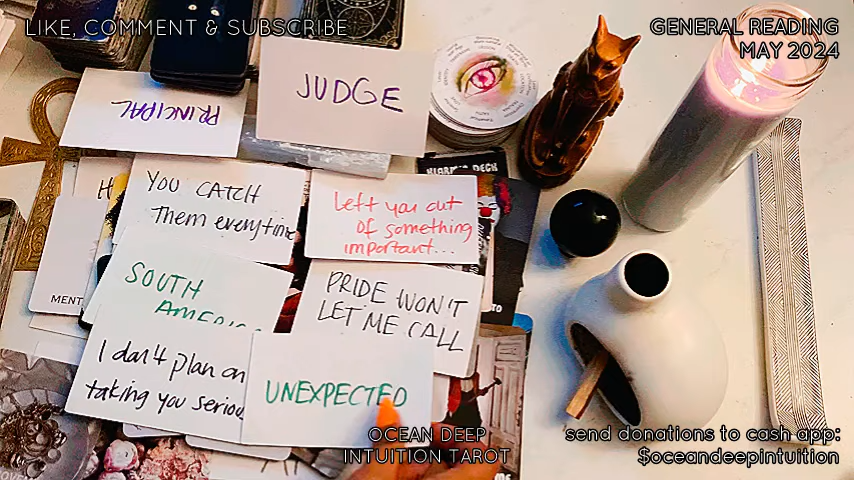 LIKE, COMMENT & SUBSCRIBE
GENERAL READING
MAY 2024
PRINCIPAL
JUDGE
YOU CATCH
Them everytime
Left you out
of something
important...
SOUTH
AMERICA
PRIDE WON'T
LET ME CALL
I don't plan on
taking you serious
UNEXPECTED
MENT
OCEAN DEEP
INTUITION TAROT
send donations to cash app:
$oceandeepintuition